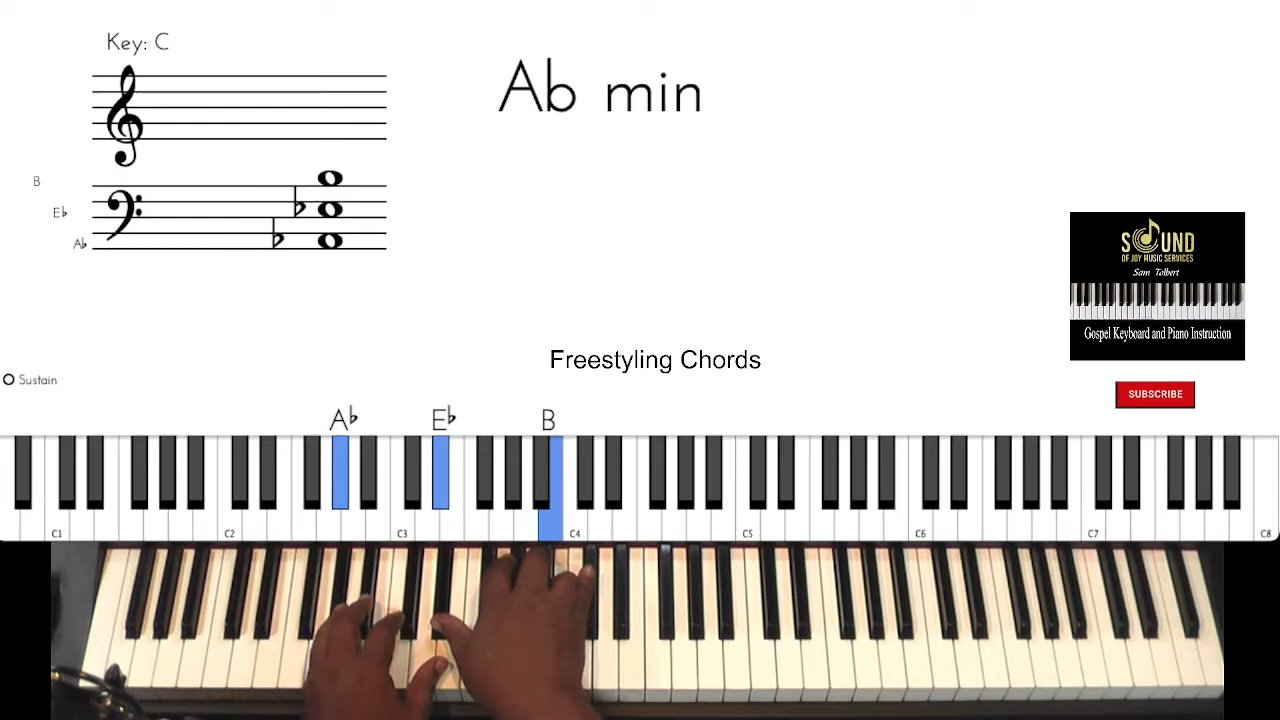 Key: C
Ab min
B
E♭
A♭
SOUND
OF JOY MUSIC SERVICES
Sam Tolbert
Gospel Keyboard and Piano Instruction
Freestyling Chords
Sustain
SUBSCRIBE
A♭ E♭ B
C1 C2 C3 C4 C5 C6 C7 C8